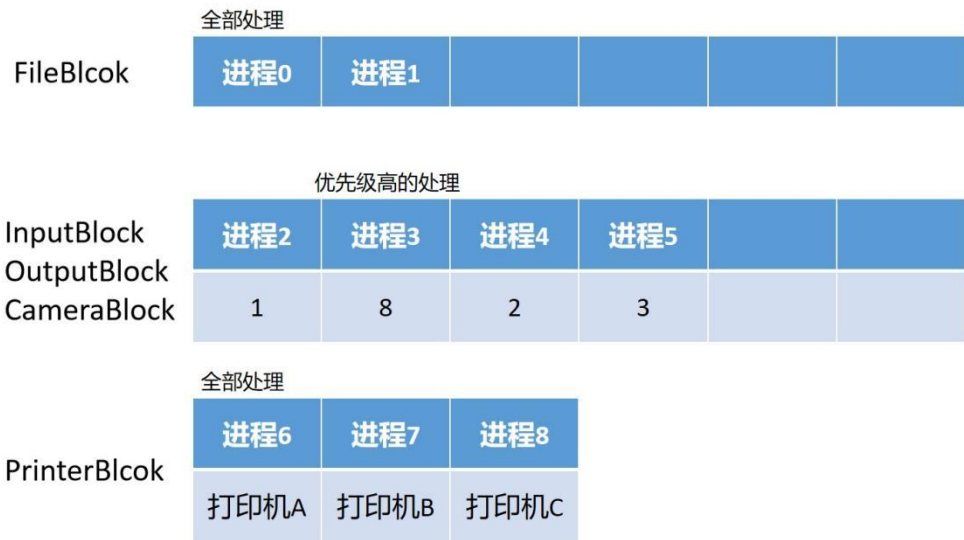 全部处理
FileBlcok 进程0 进程1
优先级高的处理
InputBlock
OutputBlock
CameraBlock
进程2 进程3 进程4 进程5
1 8 2 3
全部处理
PrinterBlcok
进程6 进程7 进程8
打印机A 打印机B 打印机C